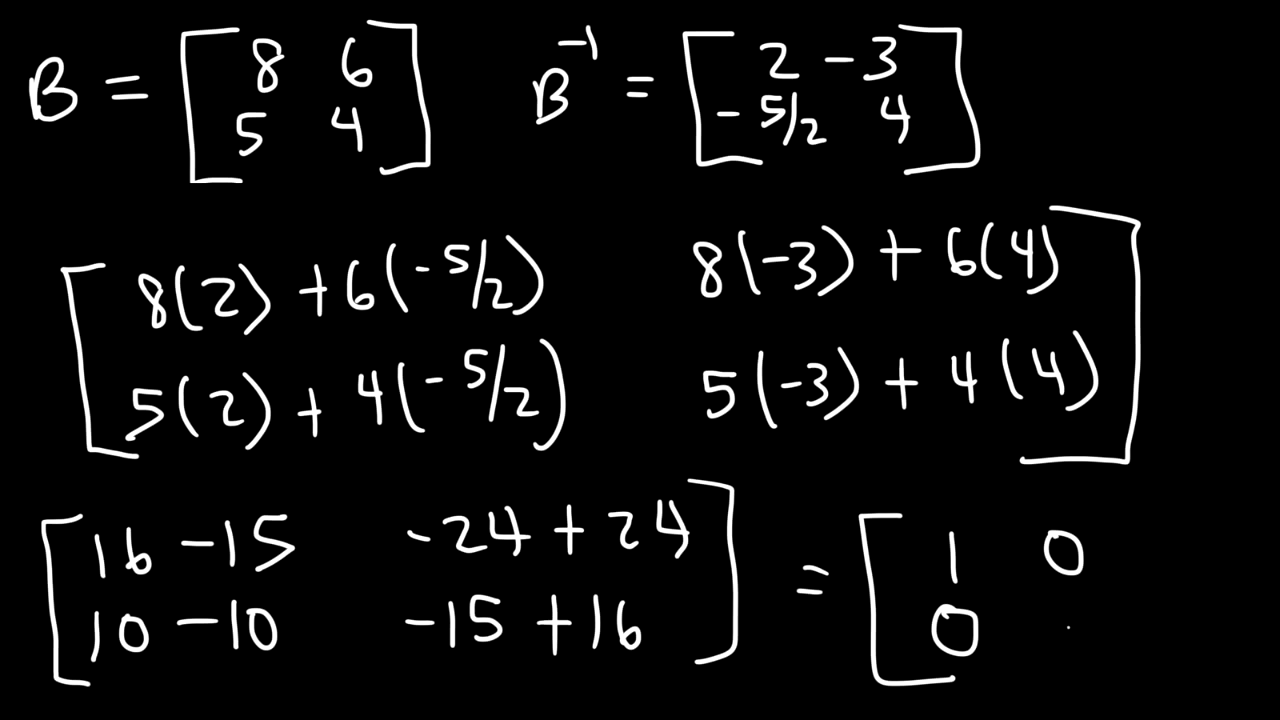 B = [ 8 6 B⁻¹ = [ 2 -3
5 4 ] - 5/2 4 ]
[ 8(2) + 6(- 5/2) 8(-3) + 6(4)
5(2) + 4(- 5/2) 5(-3) + 4(4) ]
[ 16 - 15 -24 + 24
10 - 10 -15 + 16 ] = [ 1 0
0